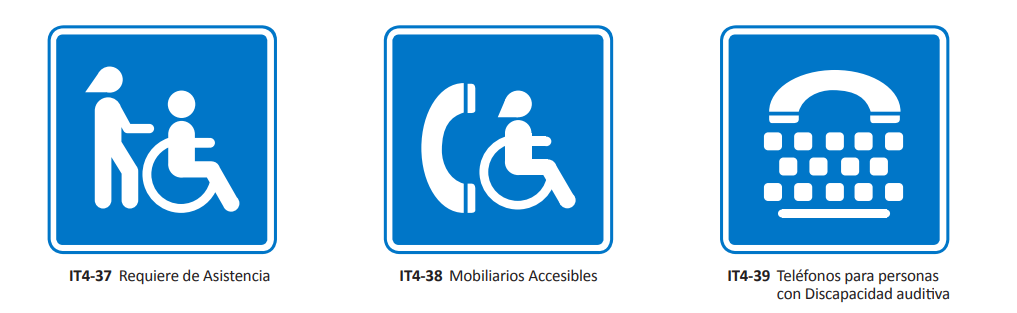 IT4-37 Requiere de Asistencia
IT4-38 Mobiliarios Accesibles
IT4-39 Teléfonos para personas
con Discapacidad auditiva